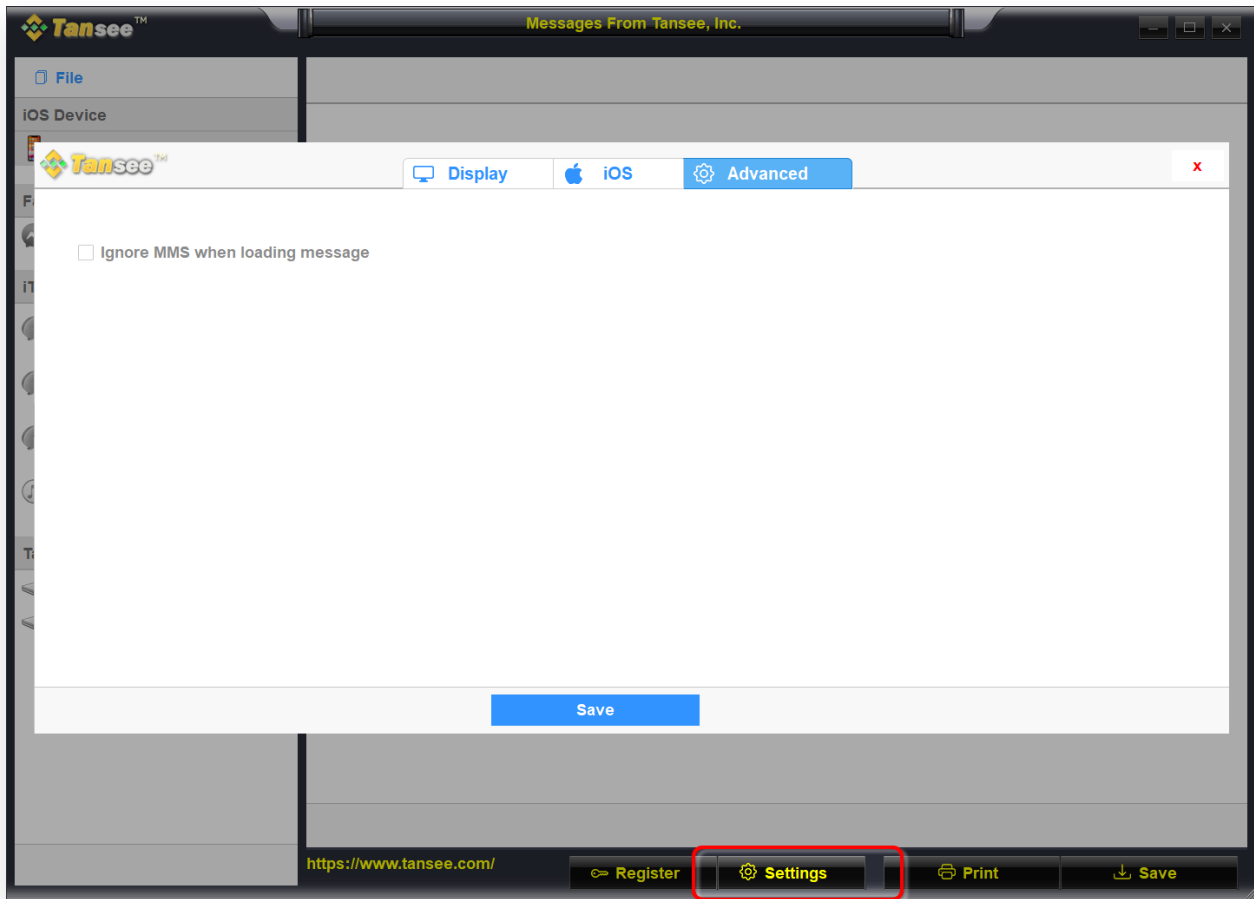 Tansee™
Messages From Tansee, Inc.
File
iOS Device
Tansee™
Display
iOS
Advanced
x
Ignore MMS when loading message
Save
https://www.tansee.com/
Register
Settings
Print
Save